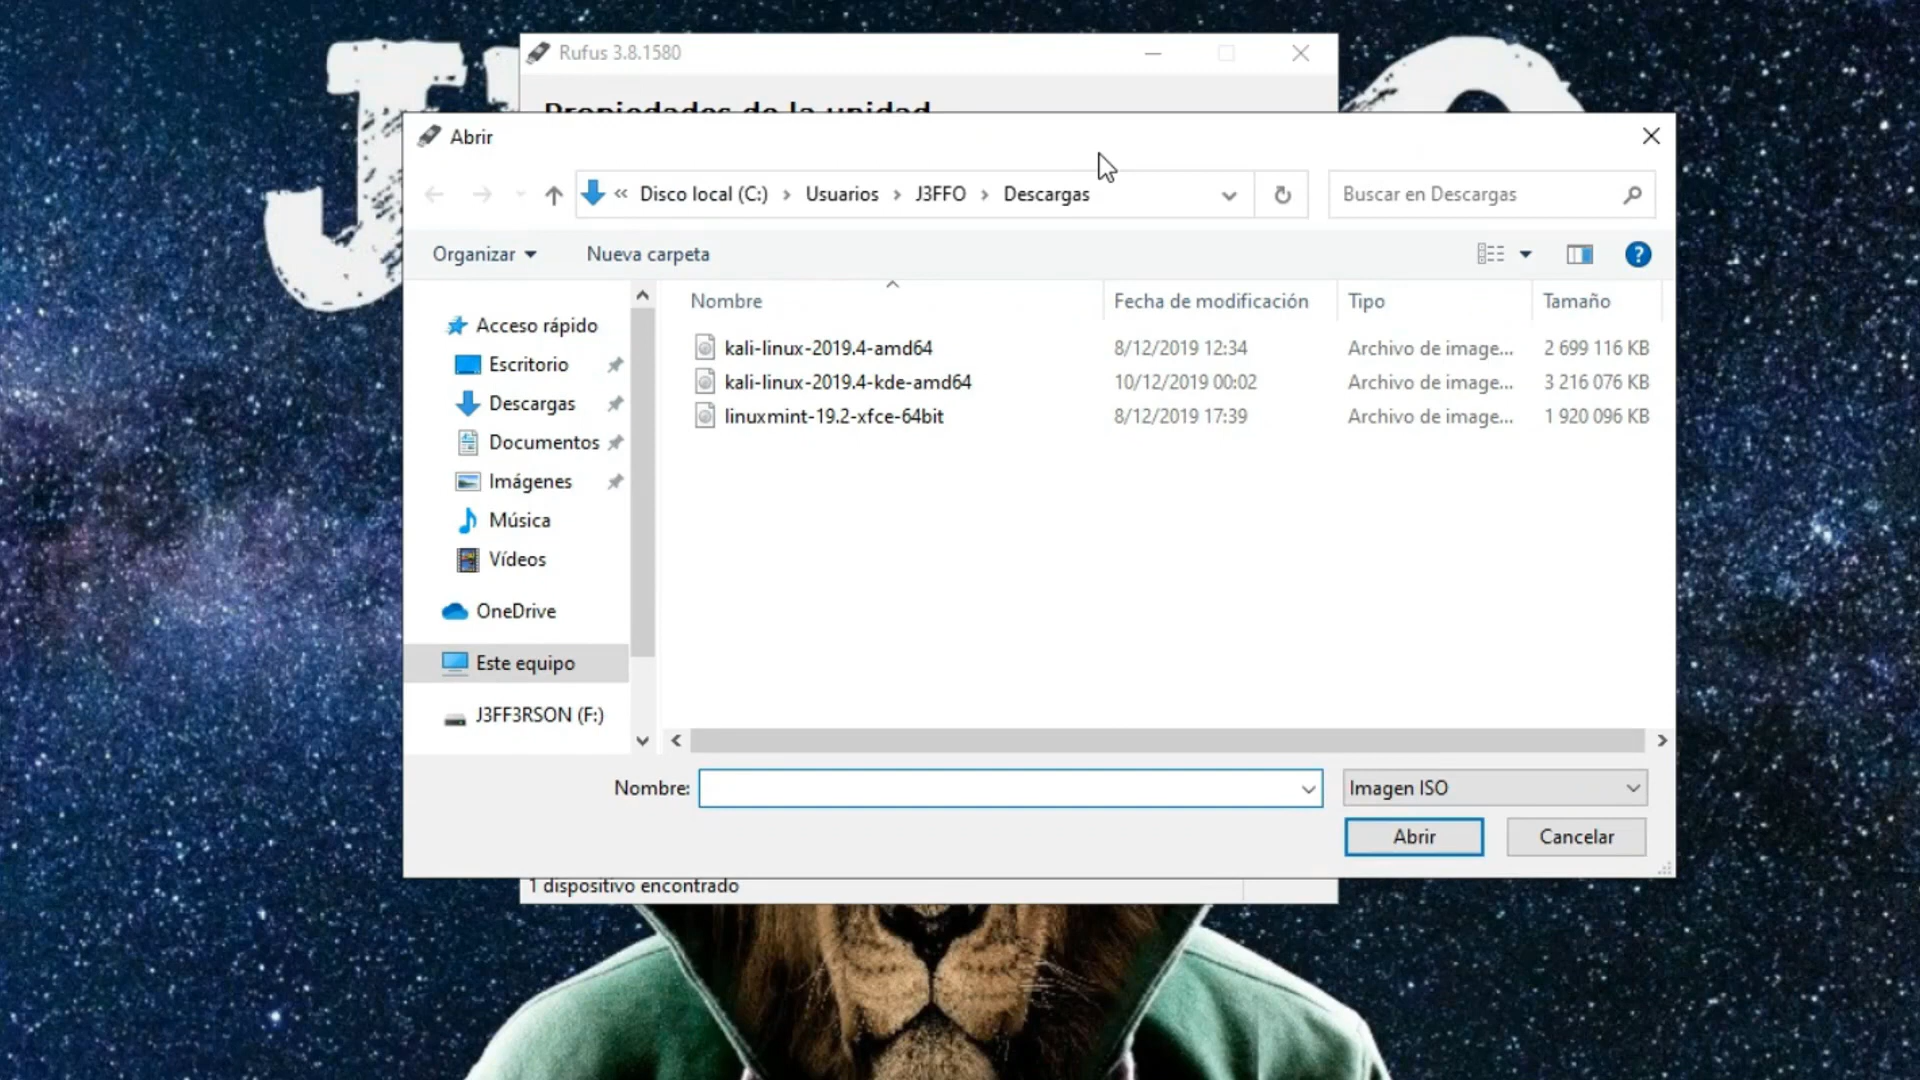 Rufus 3.8.1580
Propiedades de la unidad
Abrir
« Disco local (C:) › Usuarios › J3FFO › Descargas
Buscar en Descargas
Organizar
Nueva carpeta
?
Nombre
Fecha de modificación
Tipo
Tamaño
kali-linux-2019.4-amd64
8/12/2019 12:34
Archivo de image...
2 699 116 KB
kali-linux-2019.4-kde-amd64
10/12/2019 00:02
Archivo de image...
3 216 076 KB
linuxmint-19.2-xfce-64bit
8/12/2019 17:39
Archivo de image...
1 920 096 KB
Acceso rápido
Escritorio
Descargas
Documentos
Imágenes
Música
Vídeos
OneDrive
Este equipo
J3FF3RSON (F:)
Nombre:
Imagen ISO
Abrir
Cancelar
1 dispositivo encontrado